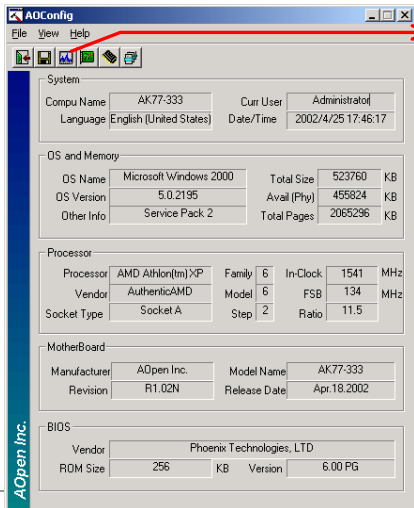 AOConfig
File View Help
System
Compu Name AK77-333 Curr User Administrator
Language English (United States) Date/Time 2002/4/25 17:46:17
OS and Memory
OS Name Microsoft Windows 2000 Total Size 523760 KB
OS Version 5.0.2195 Avail (Phy) 455824 KB
Other Info Service Pack 2 Total Pages 2065296 KB
Processor
Processor AMD Athlon(tm) XP Family 6 In-Clock 1541 MHz
Vendor AuthenticAMD Model 6 FSB 134 MHz
Socket Type Socket A Step 2 Ratio 11.5
MotherBoard
Manufacturer AOpen Inc. Model Name AK77-333
Revision R1.02N Release Date Apr.18.2002
BIOS
Vendor Phoenix Technologies, LTD
ROM Size 256 KB Version 6.00 PG
AOpen Inc.